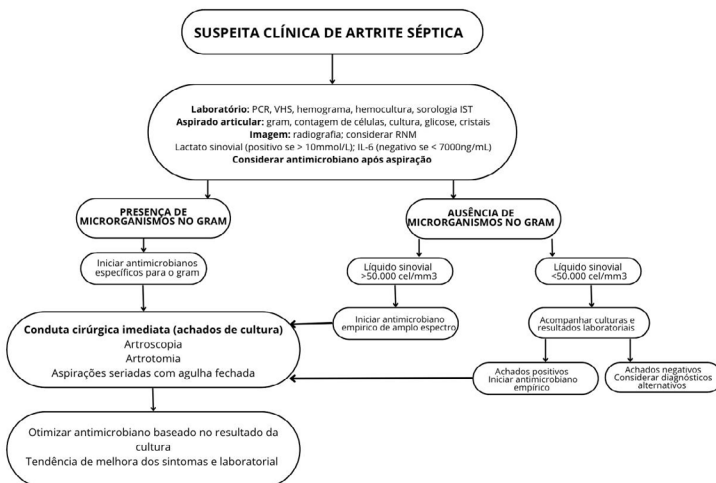 SUSPEITA CLÍNICA DE ARTRITE SÉPTICA
Laboratório: PCR, VHS, hemograma, hemocultura, sorologia IST
Aspirado articular: gram, contagem de células, cultura, glicose, cristais
Imagem: radiografia; considerar RNM
Lactato sinovial (positivo se > 10mmol/L); IL-6 (negativo se < 7000ng/mL)
Considerar antimicrobiano após aspiração
PRESENÇA DE
MICRORGANISMOS NO GRAM
AUSÊNCIA DE
MICRORGANISMOS NO GRAM
Iniciar antimicrobianos
específicos para o gram
Líquido sinovial
>50.000 cel/mm3
Líquido sinovial
<50.000 cel/mm3
Conduta cirúrgica imediata (achados de cultura)
Artroscopia
Artrotomia
Aspirações seriadas com agulha fechada
Iniciar antimicrobiano
empirico de amplo espectro
Acompanhar culturas e
resultados laboratoriais
Achados positivos
Iniciar antimicrobiano
empírico
Achados negativos
Considerar diagnósticos
alternativos
Otimizar antimicrobiano baseado no resultado da
cultura
Tendência de melhora dos sintomas e laboratorial